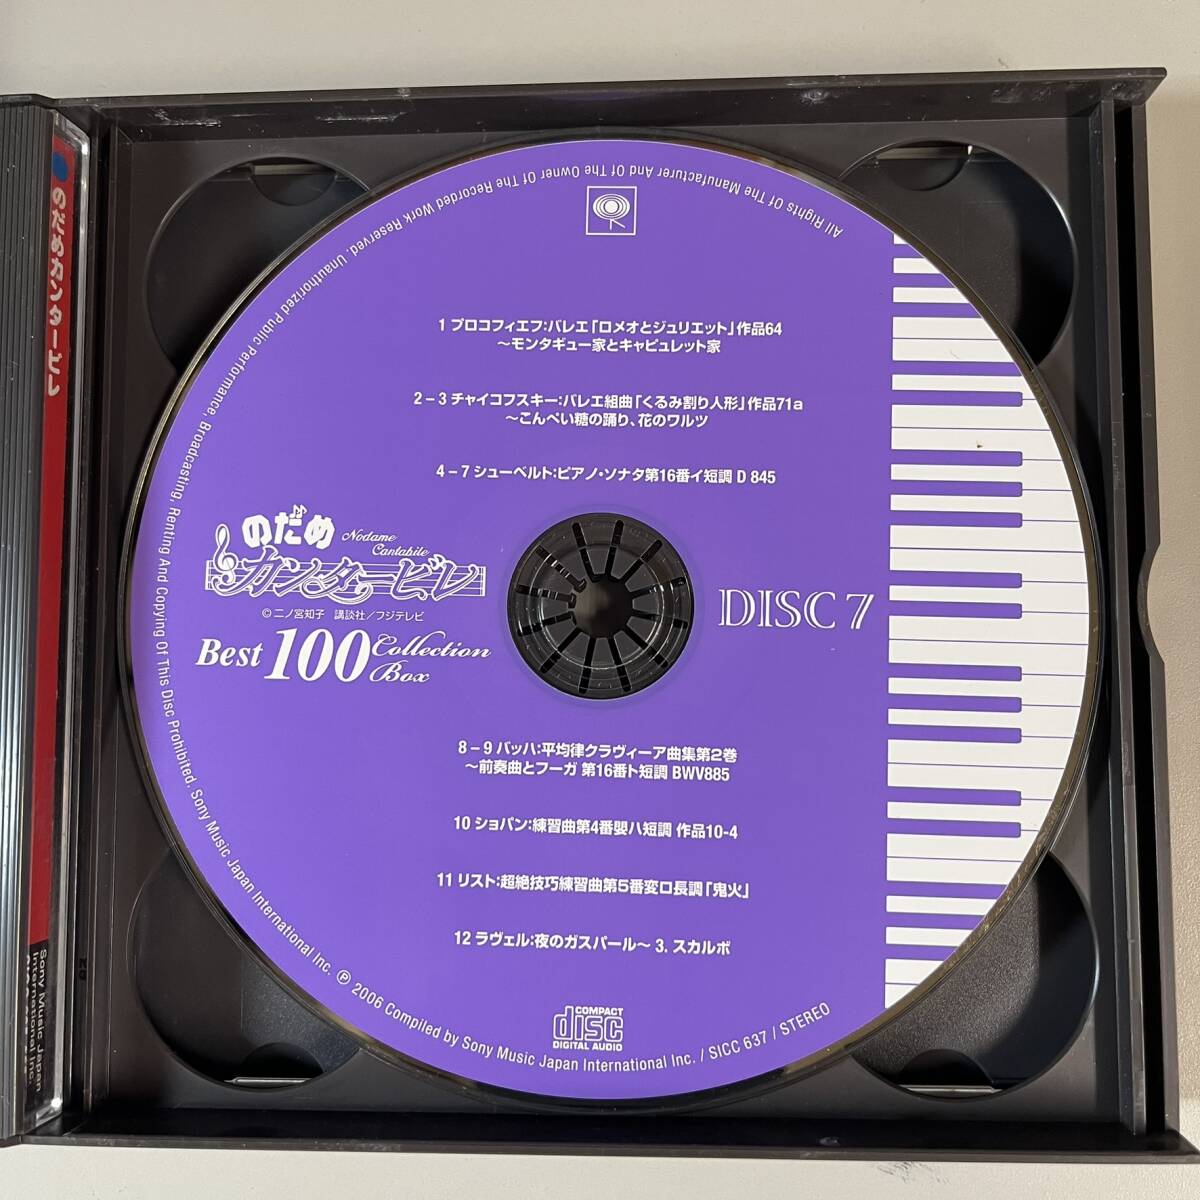 のだめカンタービレ
Sony Music Japan
International Inc.
All Rights Of The Manufacturer And Of The Owner Of The Recorded Work Reserved. Unauthorized Public Performance, Broadcasting, Renting And Copying Of This Disc Prohibited. Sony Music Japan International Inc. Ⓟ 2006 Compiled by Sony Music Japan International Inc. / SICC 637 / STEREO
1 プロコフィエフ:バレエ「ロメオとジュリエット」作品64
〜モンタギュー家とキャピュレット家
2－3 チャイコフスキー:バレエ組曲「くるみ割り人形」作品71a
〜こんぺい糖の踊り、花のワルツ
4－7 シューベルト:ピアノ・ソナタ第16番イ短調 D 845
のだめ
Nodame
Cantabile
カンタービレ
©二ノ宮知子 講談社／フジテレビ
Best 100 Collection
Box
DISC 7
8－9 バッハ:平均律クラヴィーア曲集第2巻
〜前奏曲とフーガ 第16番ト短調 BWV885
10 ショパン:練習曲第4番嬰ハ短調 作品10-4
11 リスト:超絶技巧練習曲第5番変ロ長調「鬼火」
12 ラヴェル:夜のガスパール〜 3. スカルボ
COMPACT
disc
DIGITAL AUDIO